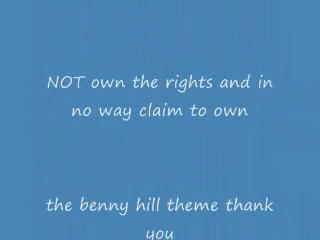 NOT own the rights and in
no way claim to own
the benny hill theme thank
you